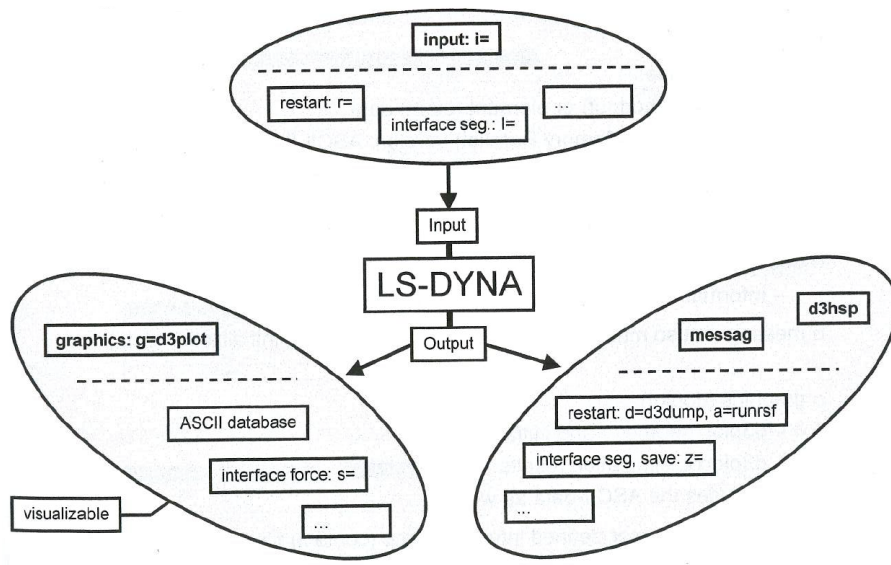 input: i=
restart: r=
...
interface seg.: l=
Input
LS-DYNA
Output
graphics: g=d3plot
ASCII database
interface force: s=
...
visualizable
d3hsp
messag
restart: d=d3dump, a=runrsf
interface seg, save: z=
...